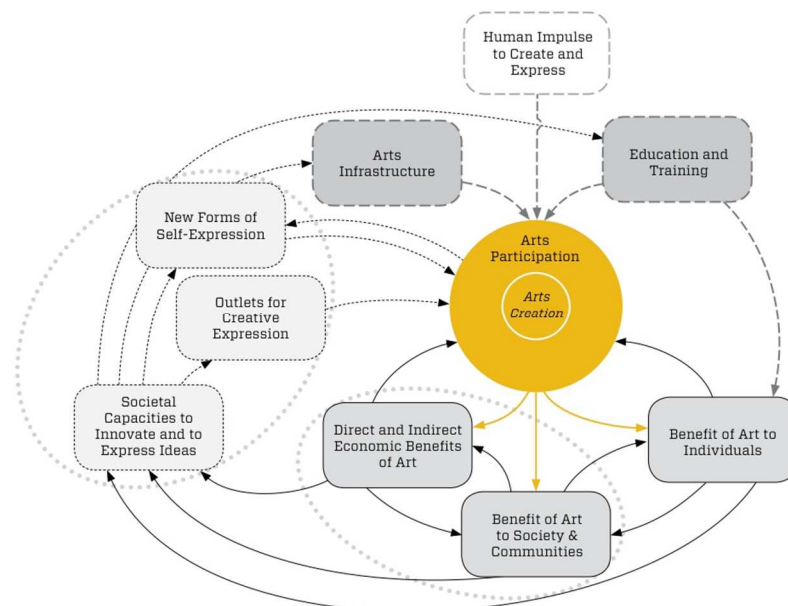 Human Impulse
to Create and
Express
Arts
Infrastructure
Education and
Training
New Forms of
Self-Expression
Arts
Participation
Arts
Creation
Outlets for
Creative
Expression
Societal
Capacities to
Innovate and to
Express Ideas
Direct and Indirect
Economic Benefits
of Art
Benefit of Art to
Individuals
Benefit of Art
to Society &
Communities